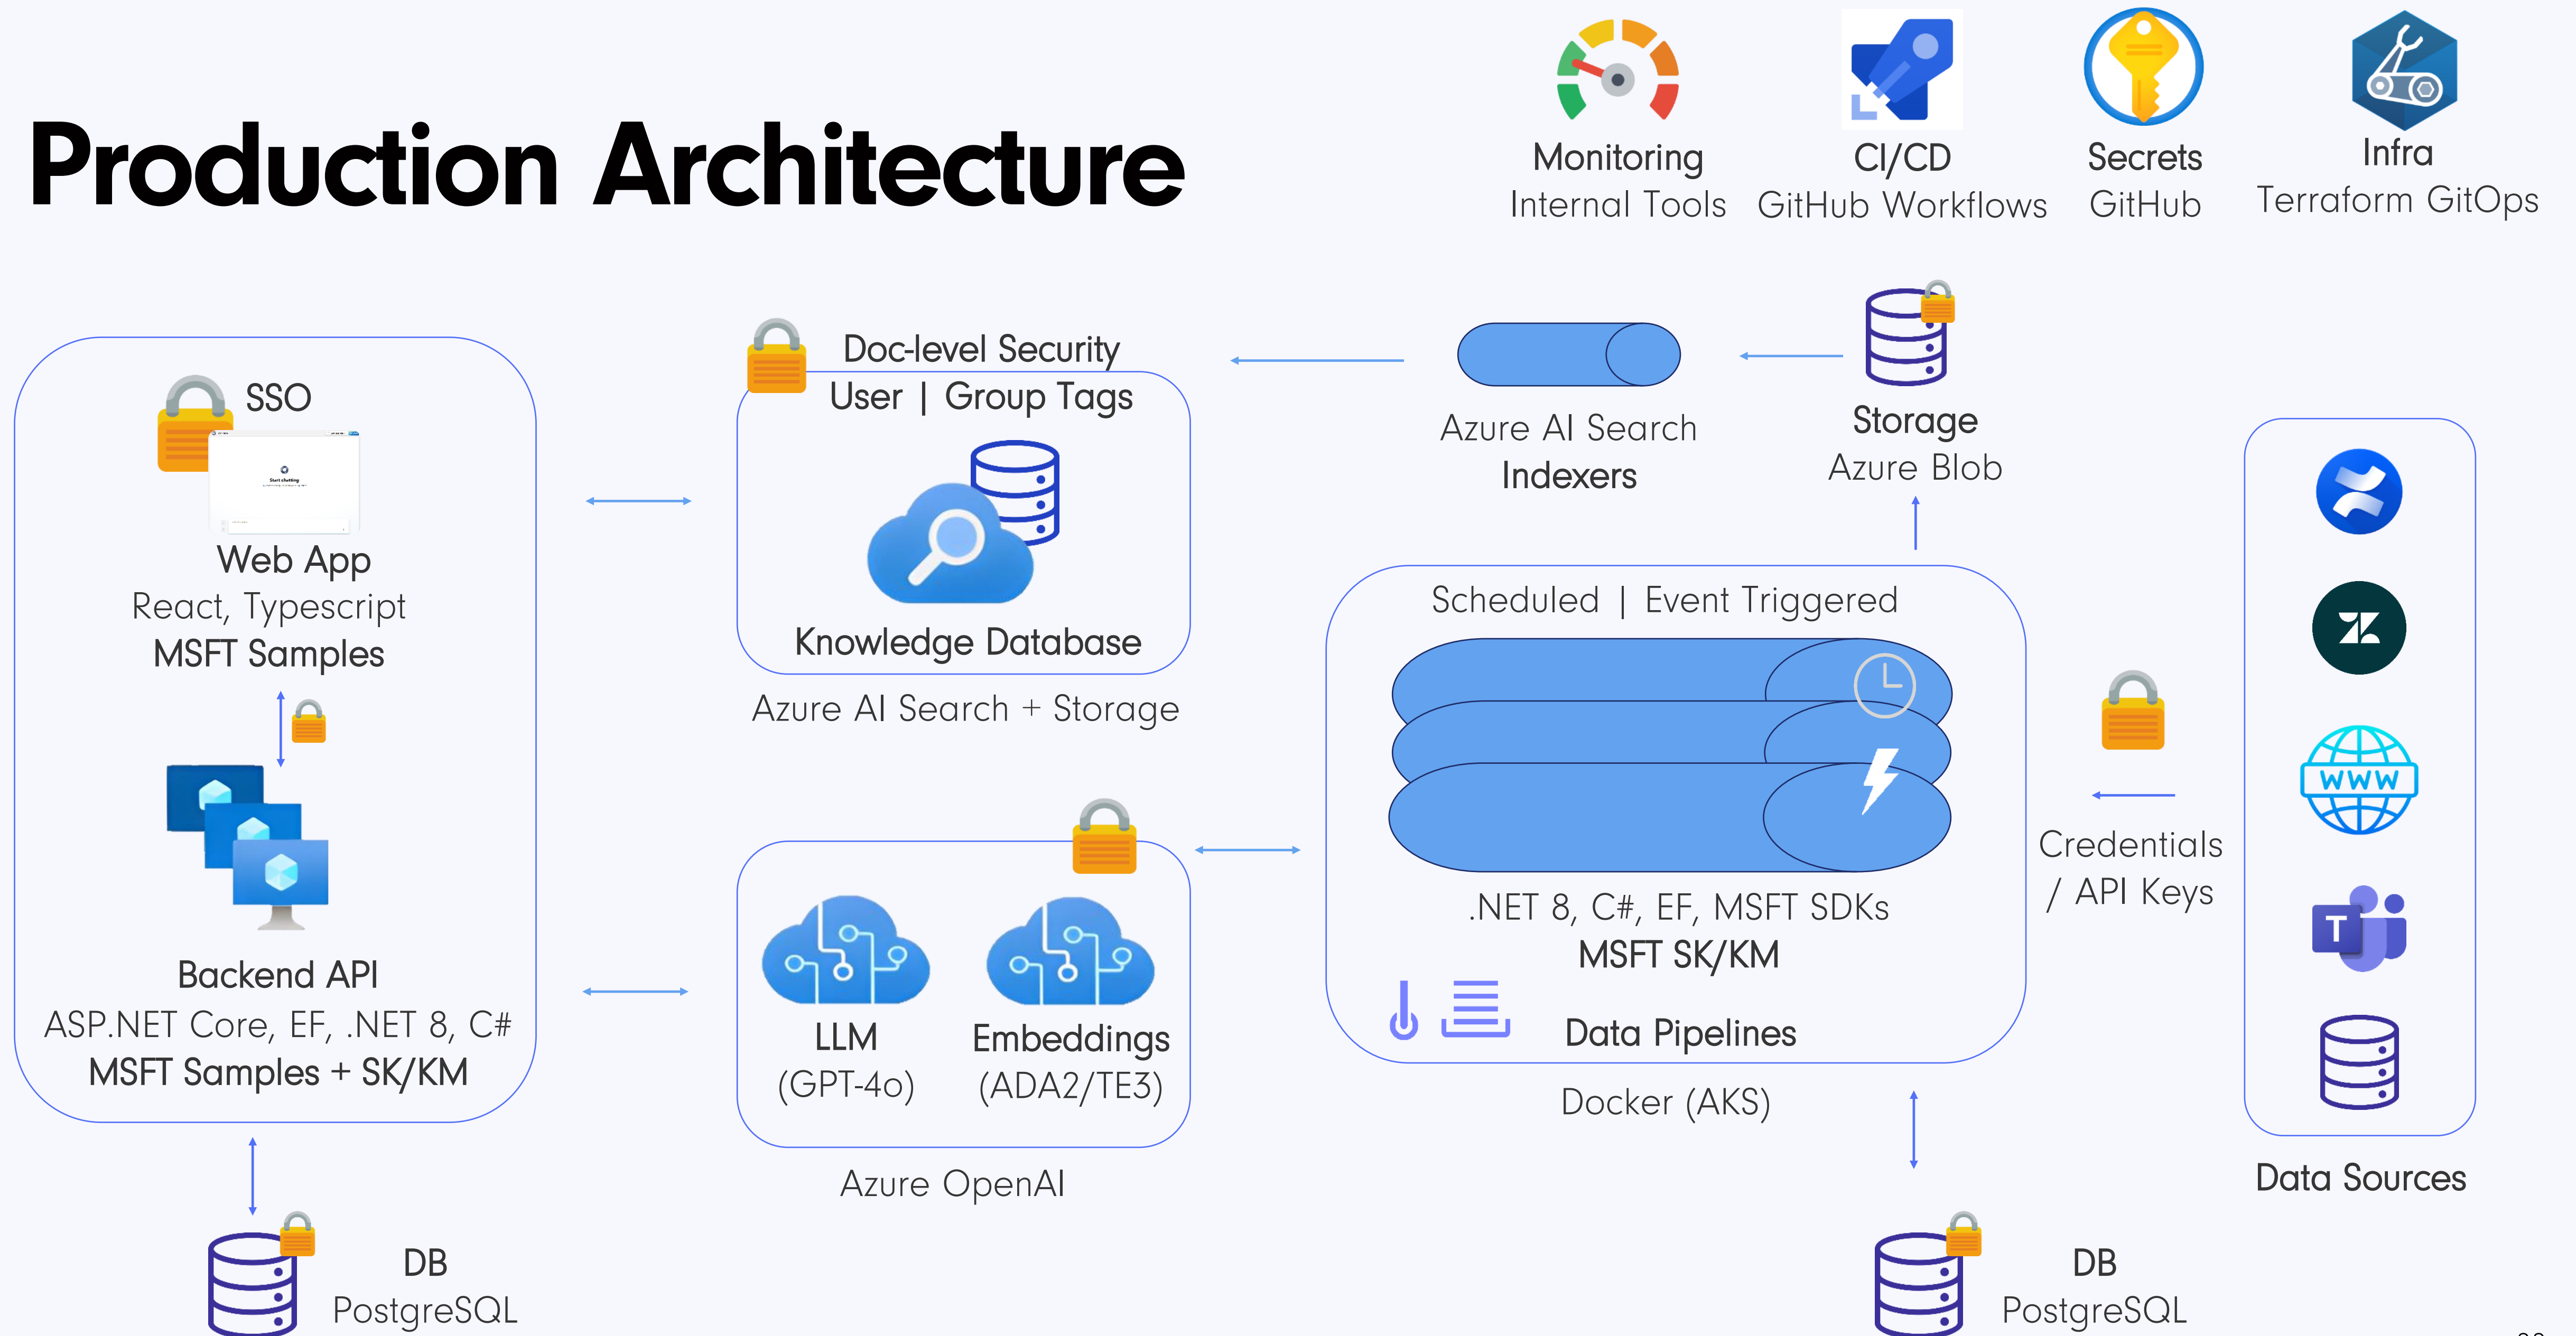 Production Architecture
Monitoring
Internal Tools
CI/CD
GitHub Workflows
Secrets
GitHub
Infra
Terraform GitOps
SSO
Start chatting
Web App
React, Typescript
MSFT Samples
Backend API
ASP.NET Core, EF, .NET 8, C#
MSFT Samples + SK/KM
DB
PostgreSQL
Doc-level Security
User | Group Tags
Knowledge Database
Azure AI Search + Storage
LLM
(GPT-4o)
Embeddings
(ADA2/TE3)
Azure OpenAI
Azure AI Search
Indexers
Storage
Azure Blob
Scheduled | Event Triggered
.NET 8, C#, EF, MSFT SDKs
MSFT SK/KM
Data Pipelines
Docker (AKS)
DB
PostgreSQL
Credentials
/ API Keys
WWW
T
Data Sources